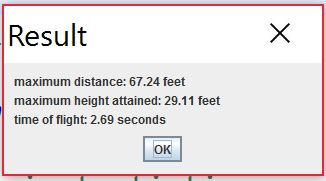 Result
maximum distance: 67.24 feet
maximum height attained: 29.11 feet
time of flight: 2.69 seconds
OK